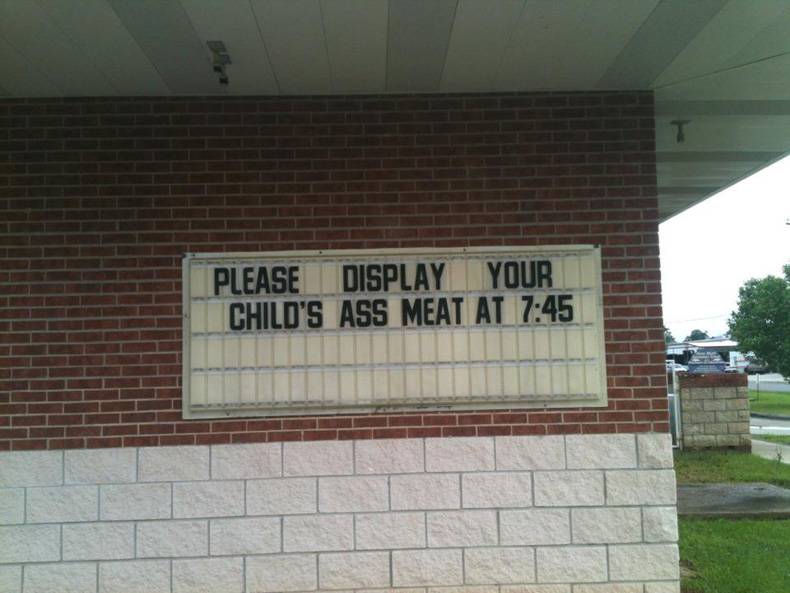 PLEASE DISPLAY YOUR
CHILD'S ASS MEAT AT 7:45